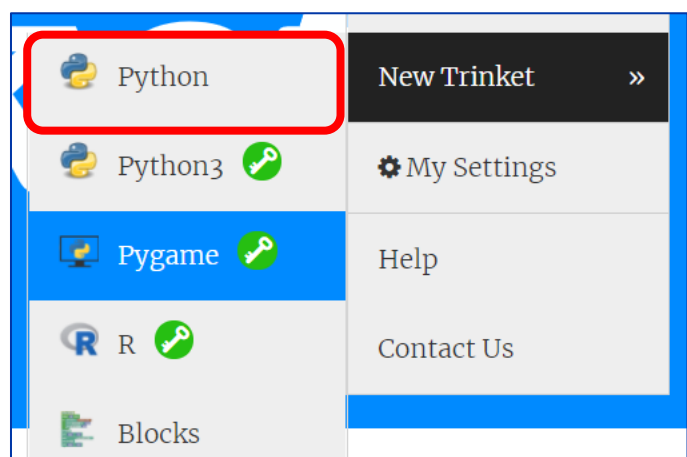 Python
Python3
Pygame
R
Blocks
New Trinket »
My Settings
Help
Contact Us